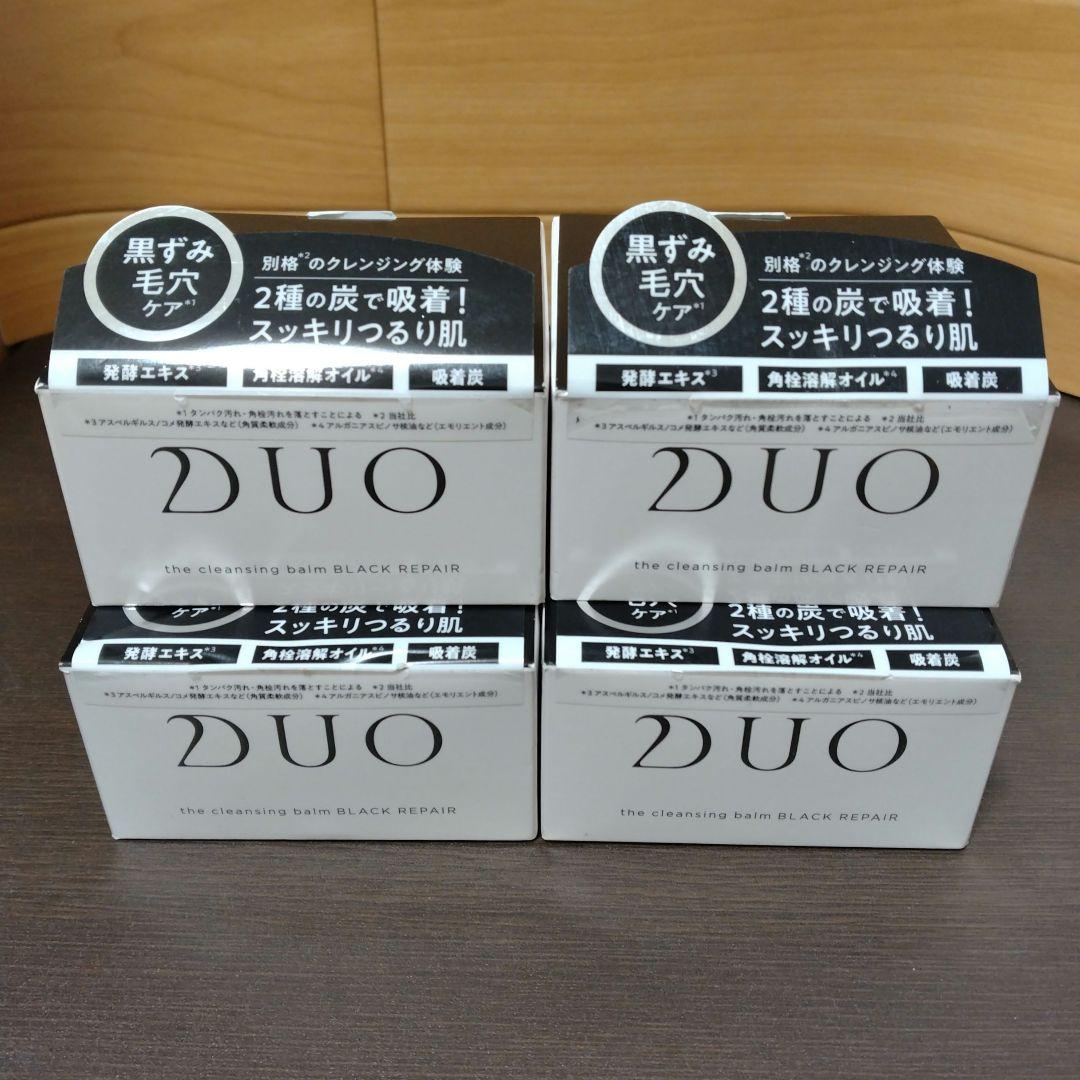 黒ずみ
毛穴
ケア*1
別格*2のクレンジング体験
2種の炭で吸着!
スッキリつるり肌
発酵エキス*3 角栓溶解オイル*4 吸着炭
*1 タンパク汚れ・角栓汚れを落とすことによる *2 当社比
*3 アスペルギルス/コメ発酵エキスなど(角質柔軟成分) *4 アルガニアスピノサ核油など(エモリエント成分)
DUO
the cleansing balm BLACK REPAIR
黒ずみ
毛穴
ケア*1
別格*2のクレンジング体験
2種の炭で吸着!
スッキリつるり肌
発酵エキス*3 角栓溶解オイル*4 吸着炭
*1 タンパク汚れ・角栓汚れを落とすことによる *2 当社比
*3 アスペルギルス/コメ発酵エキスなど(角質柔軟成分) *4 アルガニアスピノサ核油など(エモリエント成分)
DUO
the cleansing balm BLACK REPAIR
ケア*1
2種の炭で吸着!
スッキリつるり肌
発酵エキス*3 角栓溶解オイル*4 吸着炭
*1 タンパク汚れ・角栓汚れを落とすことによる *2 当社比
*3 アスペルギルス/コメ発酵エキスなど(角質柔軟成分) *4 アルガニアスピノサ核油など(エモリエント成分)
DUO
the cleansing balm BLACK REPAIR
ケア*1
2種の炭で吸着!
スッキリつるり肌
発酵エキス*3 角栓溶解オイル*4 吸着炭
*1 タンパク汚れ・角栓汚れを落とすことによる *2 当社比
*3 アスペルギルス/コメ発酵エキスなど(角質柔軟成分) *4 アルガニアスピノサ核油など(エモリエント成分)
DUO
the cleansing balm BLACK REPAIR